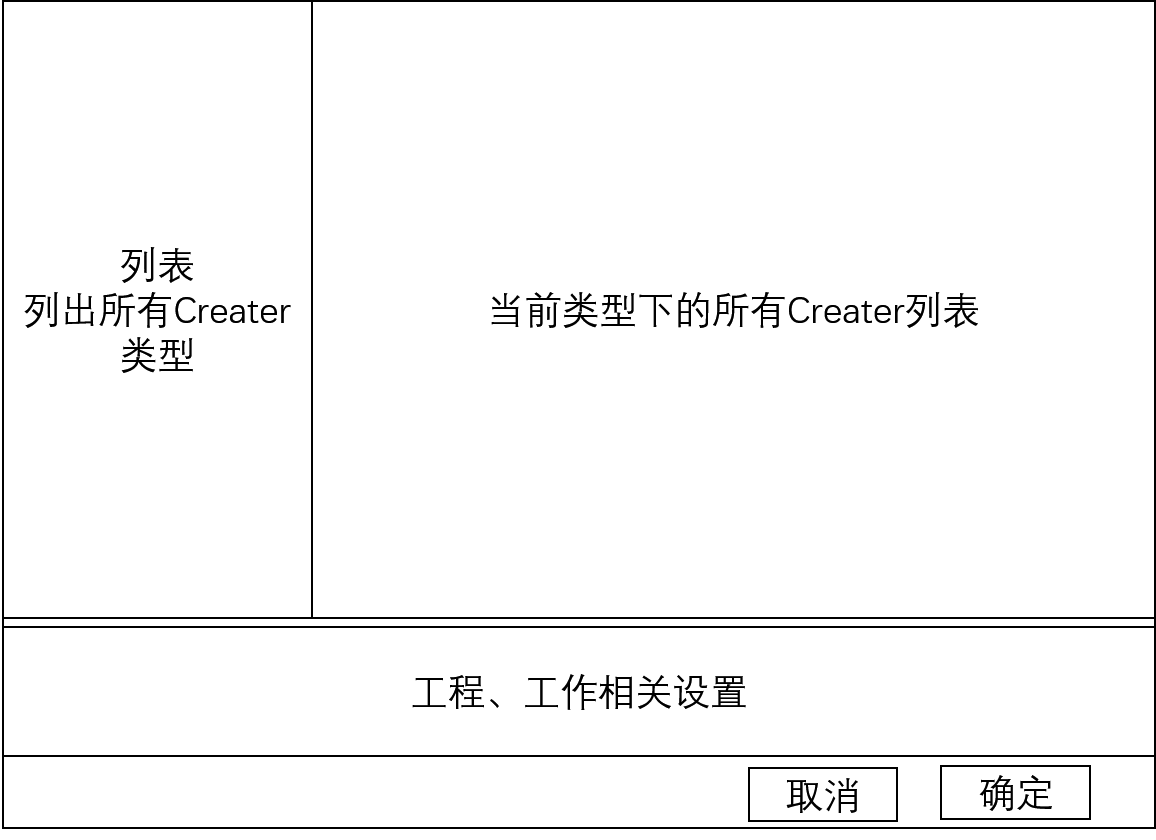 列表
列出所有Creater
类型
当前类型下的所有Creater列表
工程、工作相关设置
取消
确定